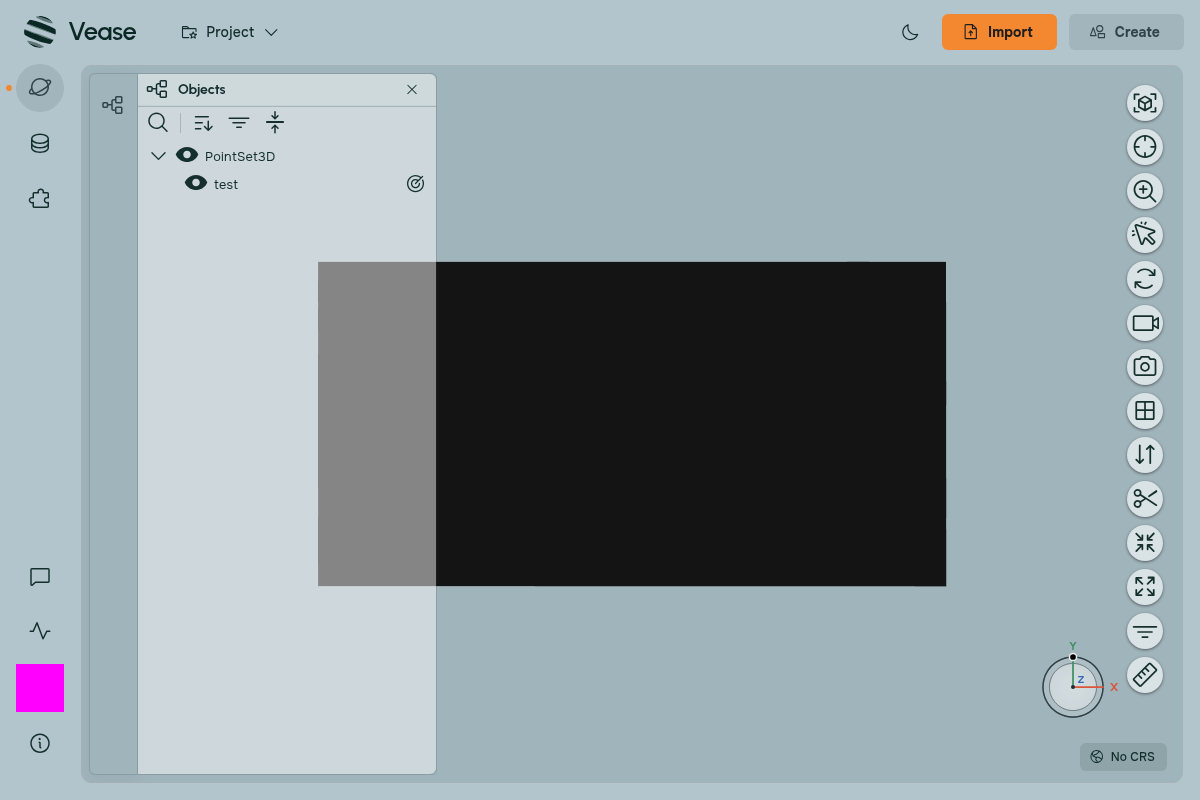 Vease
Project
Import
Create
Objects
PointSet3D
test
Y
Z
X
No CRS